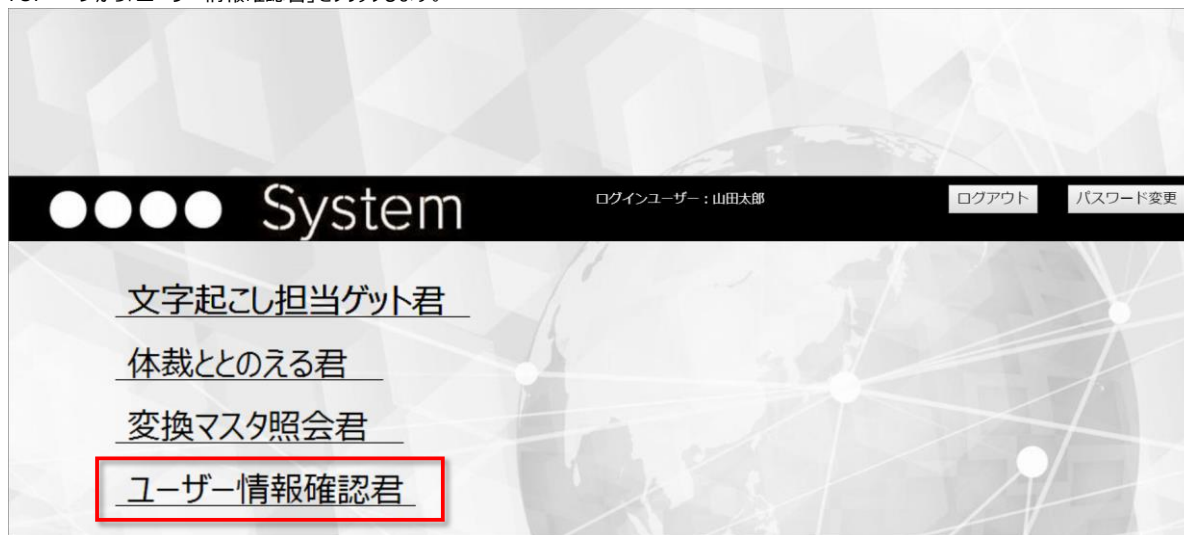 ●●●● System
ログインユーザー：山田太郎
ログアウト
パスワード変更
文字起こし担当ゲット君
体裁ととのえる君
変換マスタ照会君
ユーザー情報確認君